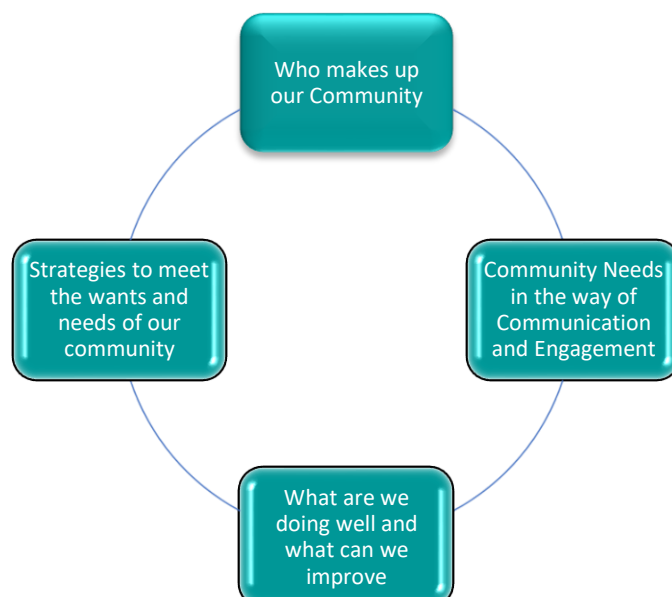 Who makes up
our Community
Strategies to meet
the wants and
needs of our
community
Community Needs
in the way of
Communication
and Engagement
What are we
doing well and
what can we
improve